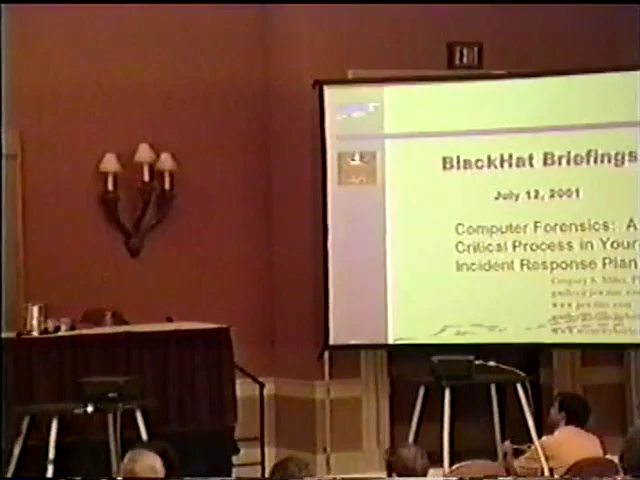 EXIT
BlackHat Briefings
July 12, 2001
Computer Forensics: A
Critical Process in Your
Incident Response Plan